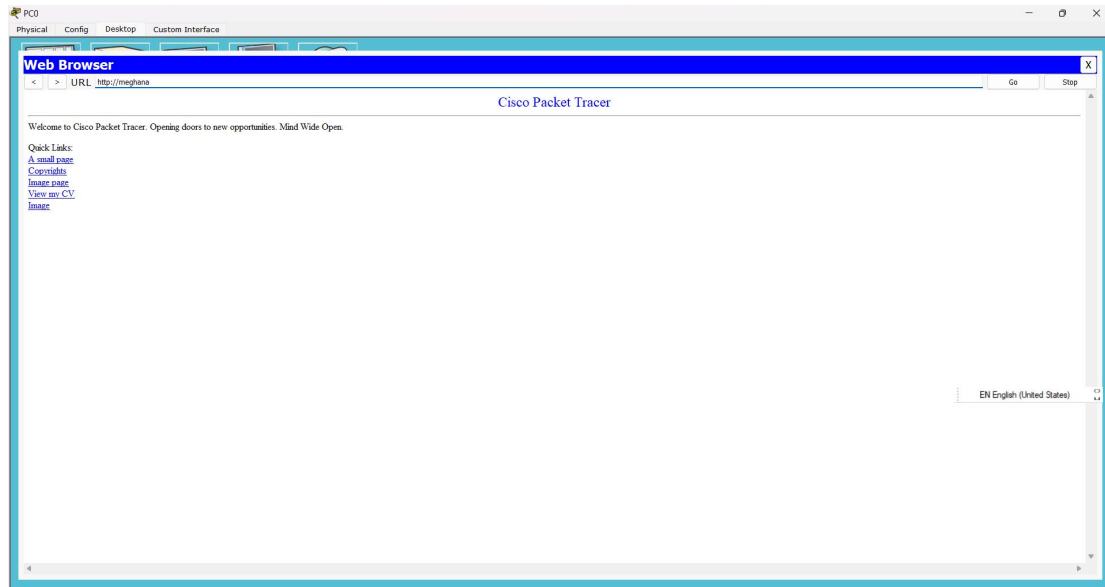 PC0
Physical Config Desktop Custom Interface
Web Browser X
< > URL http://meghana Go Stop
Cisco Packet Tracer
Welcome to Cisco Packet Tracer. Opening doors to new opportunities. Mind Wide Open.
Quick Links:
A small page
Copyrights
Image page
View my CV
Image
EN English (United States)